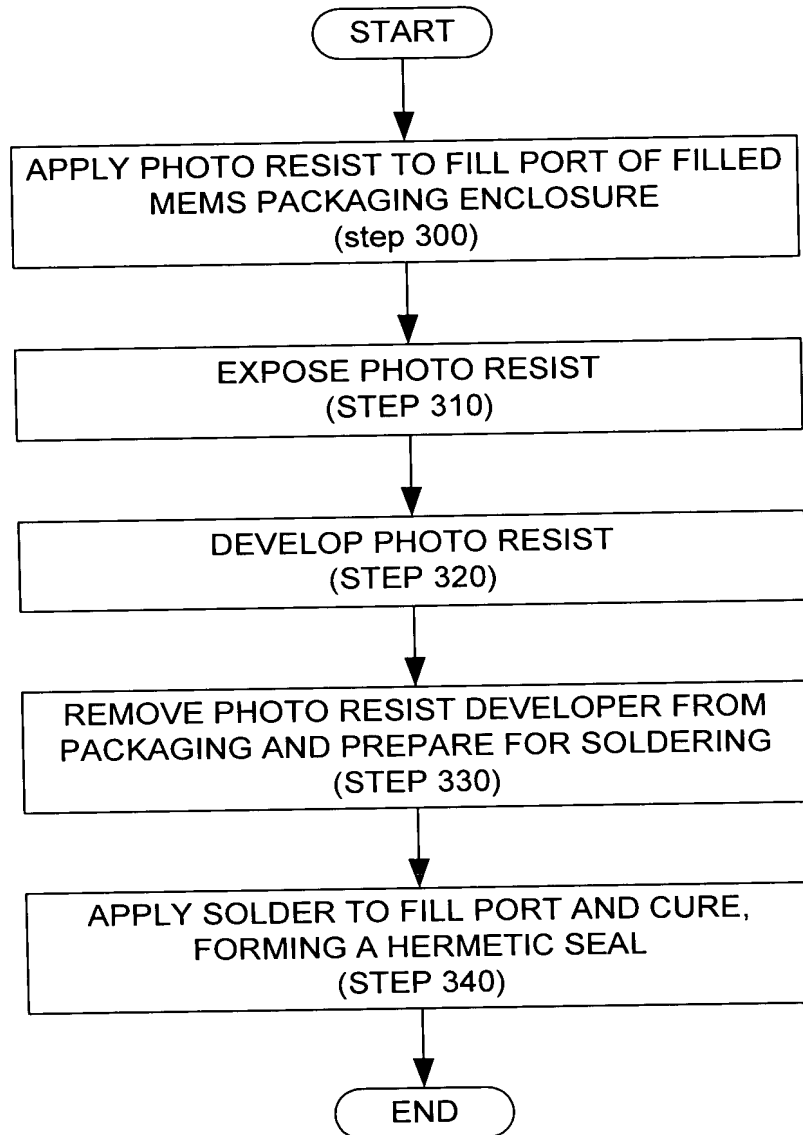 START
APPLY PHOTO RESIST TO FILL PORT OF FILLED
MEMS PACKAGING ENCLOSURE
(step 300)
EXPOSE PHOTO RESIST
(STEP 310)
DEVELOP PHOTO RESIST
(STEP 320)
REMOVE PHOTO RESIST DEVELOPER FROM
PACKAGING AND PREPARE FOR SOLDERING
(STEP 330)
APPLY SOLDER TO FILL PORT AND CURE,
FORMING A HERMETIC SEAL
(STEP 340)
END